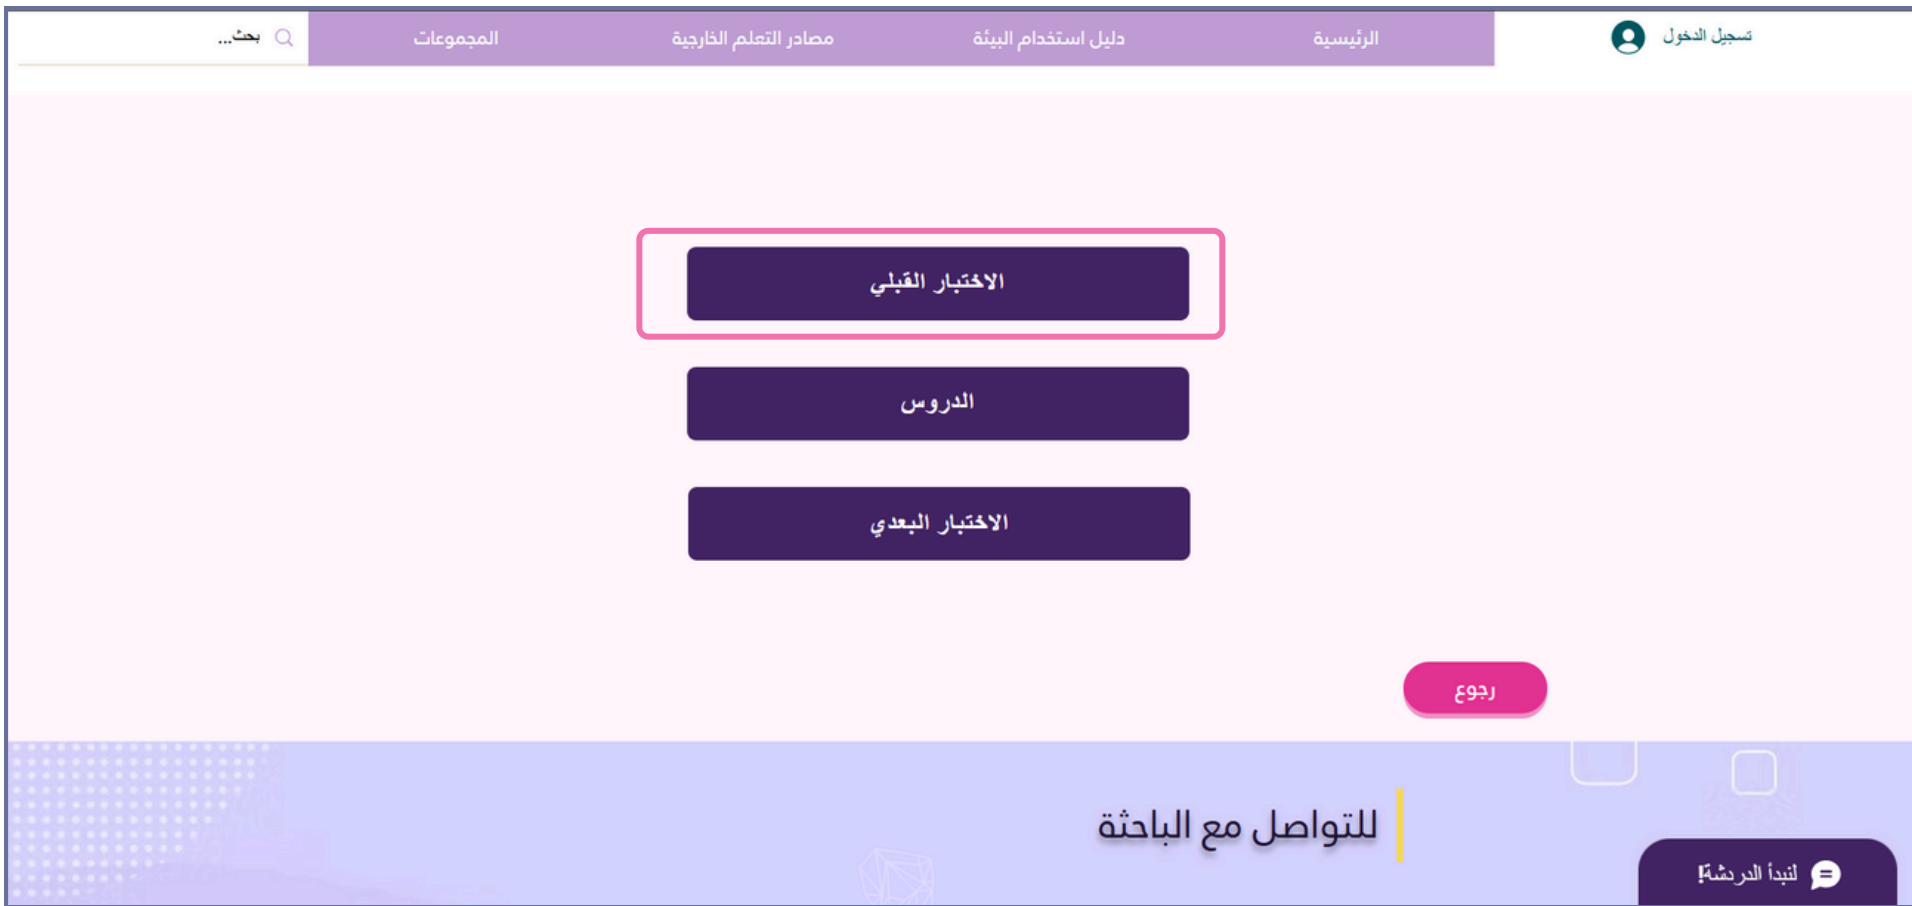 تسجيل الدخول
الرئيسية
دليل استخدام البيئة
مصادر التعلم الخارجية
المجموعات
بحث...
الاختبار القبلي
الدروس
الاختبار البعدي
رجوع
للتواصل مع الباحثة
لنبدأ الدردشة!